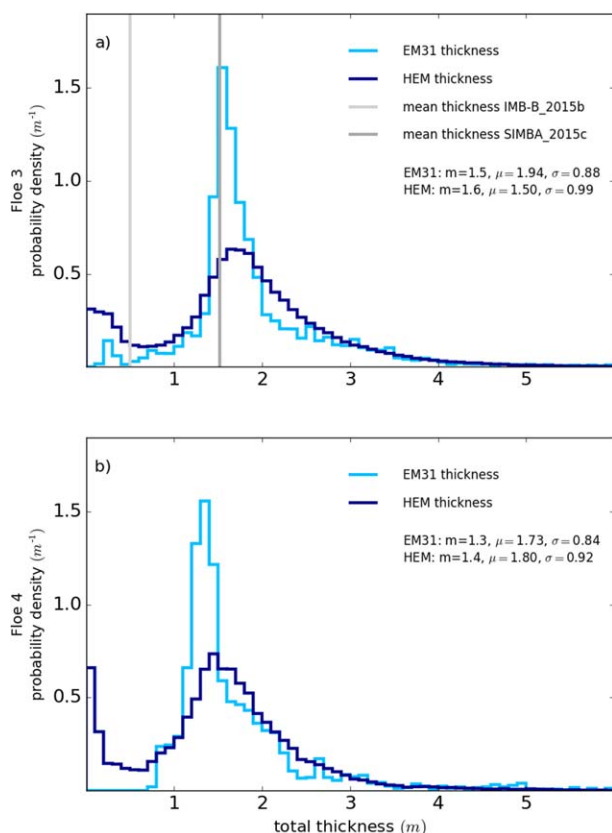 a)
EM31 thickness
HEM thickness
mean thickness IMB-B_2015b
mean thickness SIMBA_2015c
EM31: m=1.5, μ=1.94, σ=0.88
HEM: m=1.6, μ=1.50, σ=0.99
Floe 3
probability density (m⁻¹)
1.5
1.0
0.5
1 2 3 4 5
b)
EM31 thickness
HEM thickness
EM31: m=1.3, μ=1.73, σ=0.84
HEM: m=1.4, μ=1.80, σ=0.92
Floe 4
probability density (m⁻¹)
1.5
1.0
0.5
1 2 3 4 5
total thickness (m)